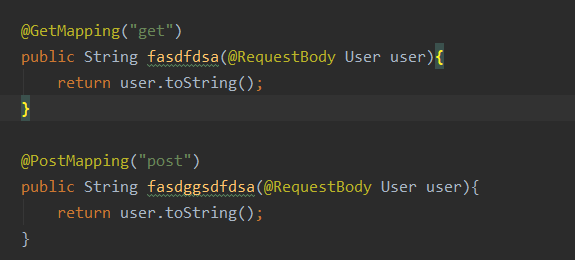 @GetMapping("get")
public String fasdfdsa(@RequestBody User user){
return user.toString();
}
@PostMapping("post")
public String fasdggsdfdsa(@RequestBody User user){
return user.toString();
}